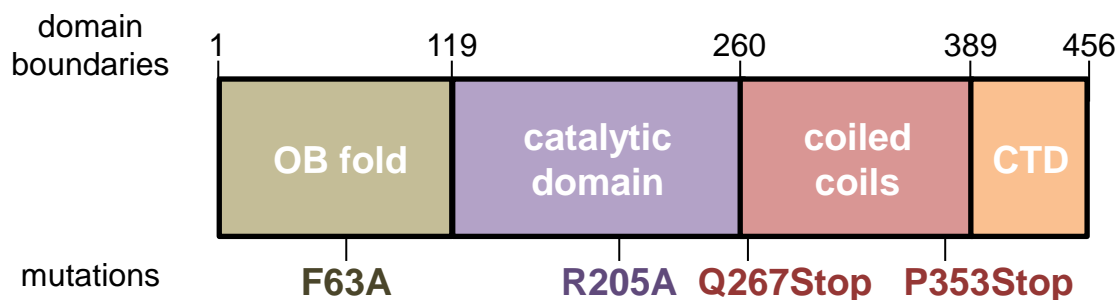 domain
boundaries
1 119 260 389 456
OB fold
catalytic
domain
coiled
coils
CTD
mutations
F63A R205A Q267Stop P353Stop